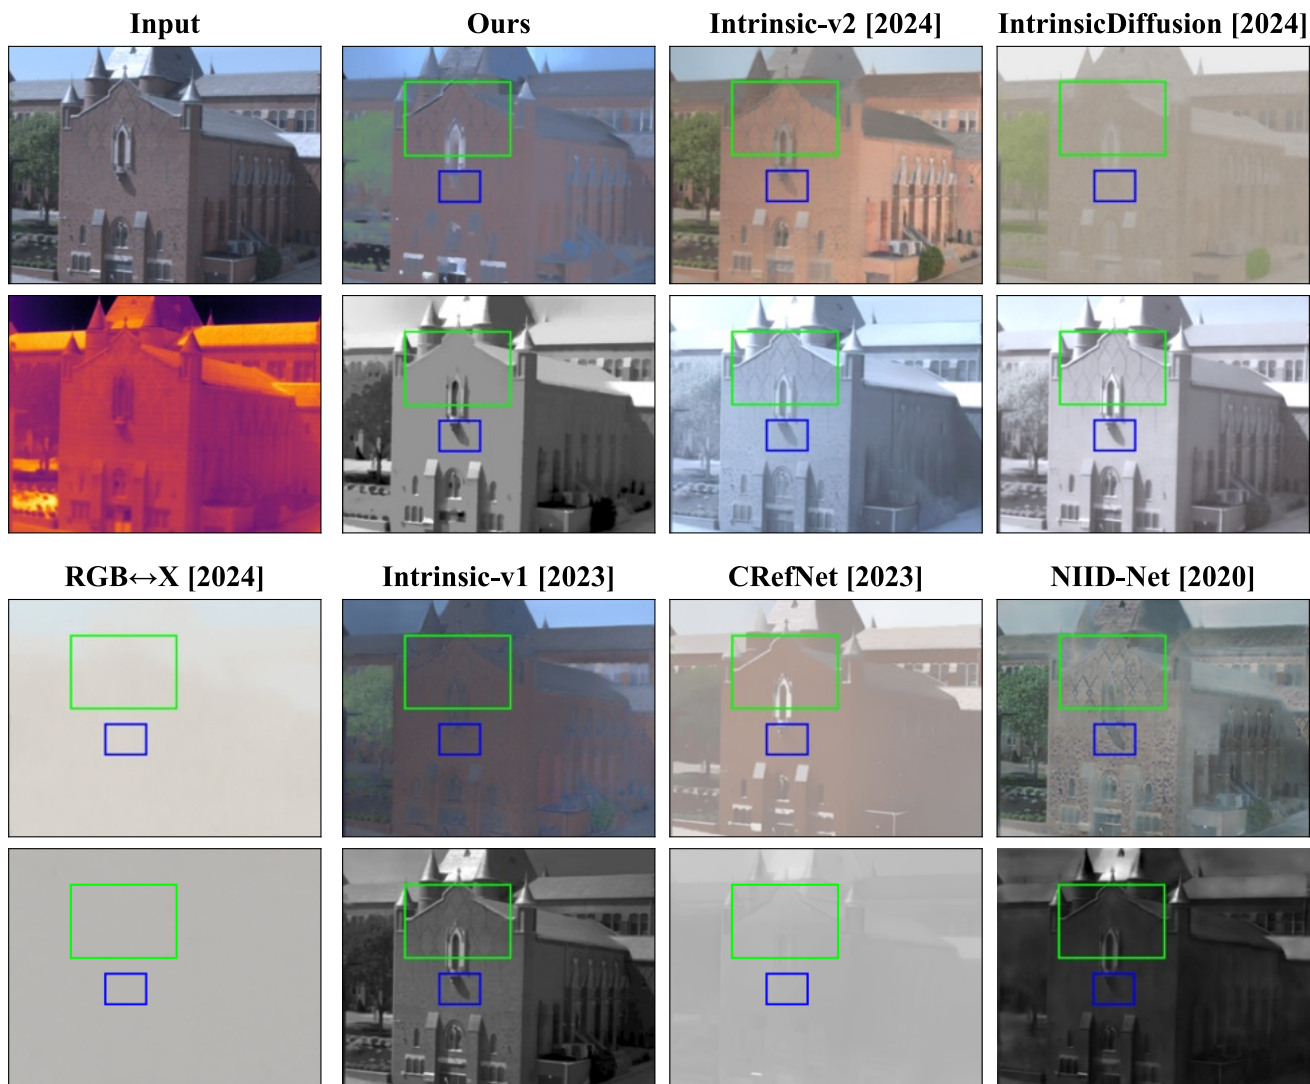 Input Ours Intrinsic-v2 [2024] IntrinsicDiffusion [2024]
RGB↔X [2024] Intrinsic-v1 [2023] CRefNet [2023] NIID-Net [2020]